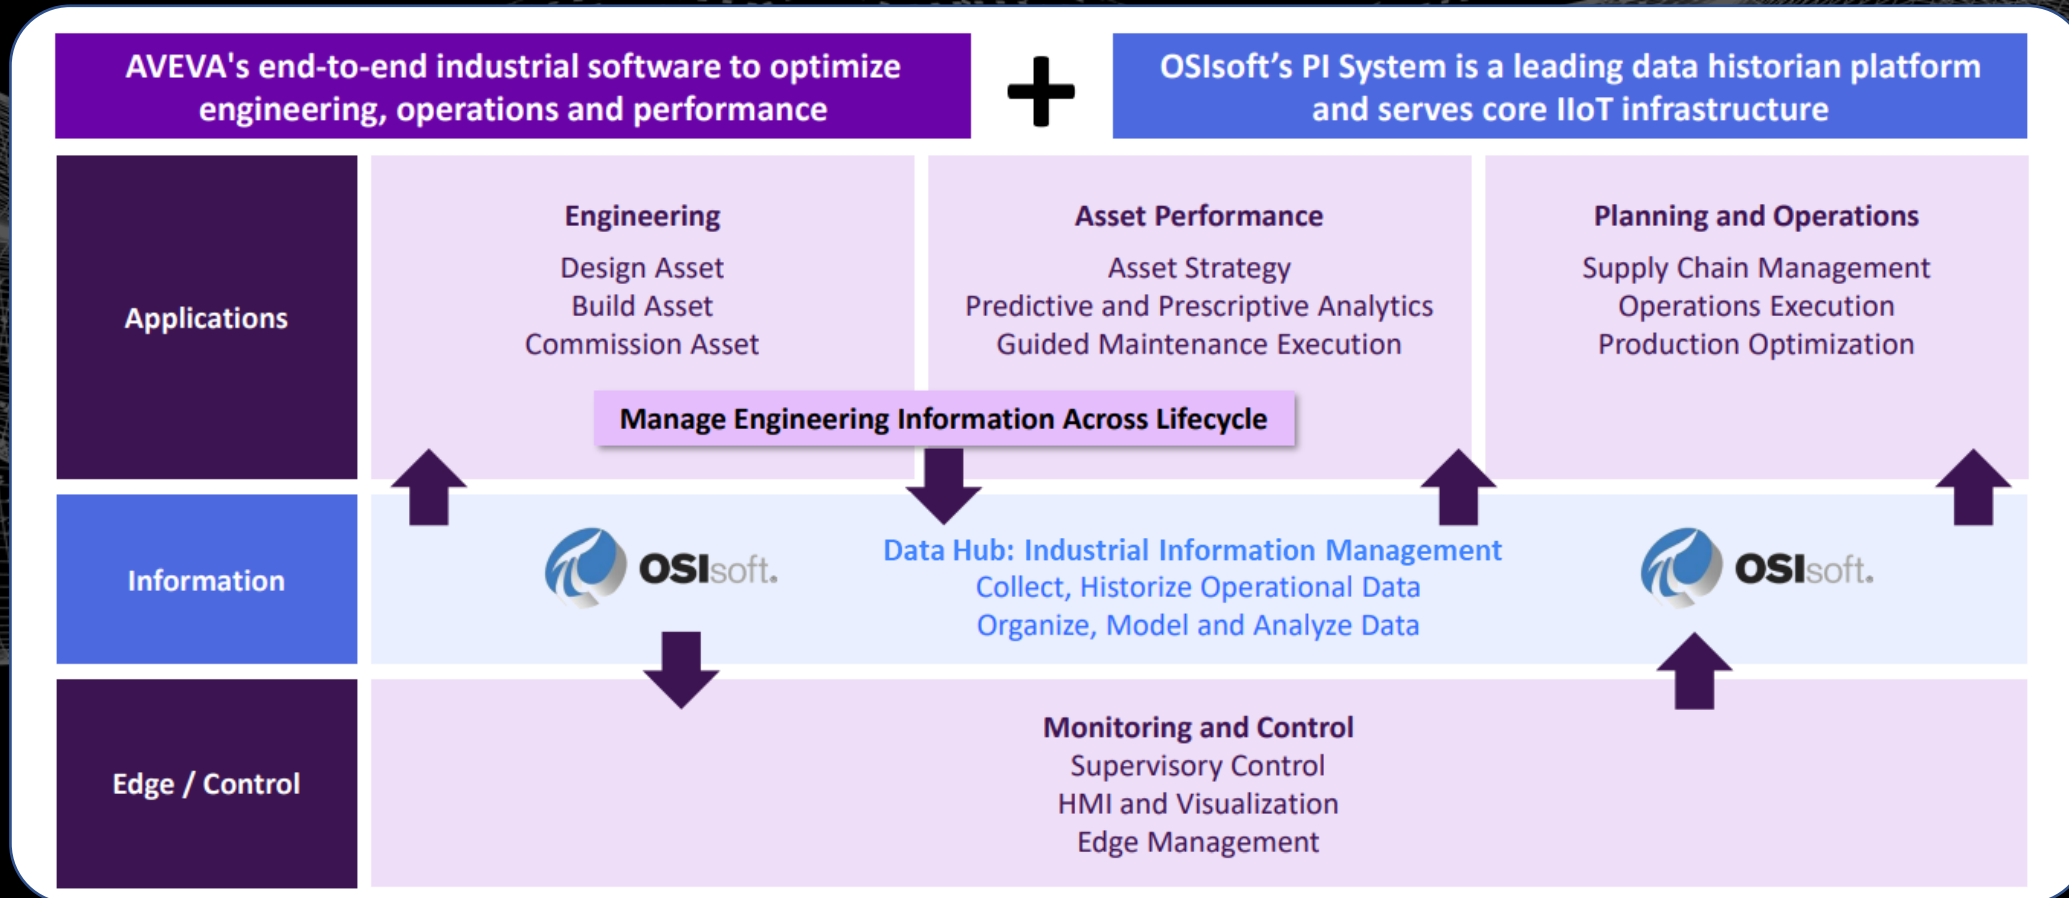 AVEVA's end-to-end industrial software to optimize
engineering, operations and performance
OSIsoft’s PI System is a leading data historian platform
and serves core IIoT infrastructure
Applications
Engineering
Design Asset
Build Asset
Commission Asset
Asset Performance
Asset Strategy
Predictive and Prescriptive Analytics
Guided Maintenance Execution
Planning and Operations
Supply Chain Management
Operations Execution
Production Optimization
Manage Engineering Information Across Lifecycle
Information
OSIsoft.
Data Hub: Industrial Information Management
Collect, Historize Operational Data
Organize, Model and Analyze Data
OSIsoft.
Edge / Control
Monitoring and Control
Supervisory Control
HMI and Visualization
Edge Management